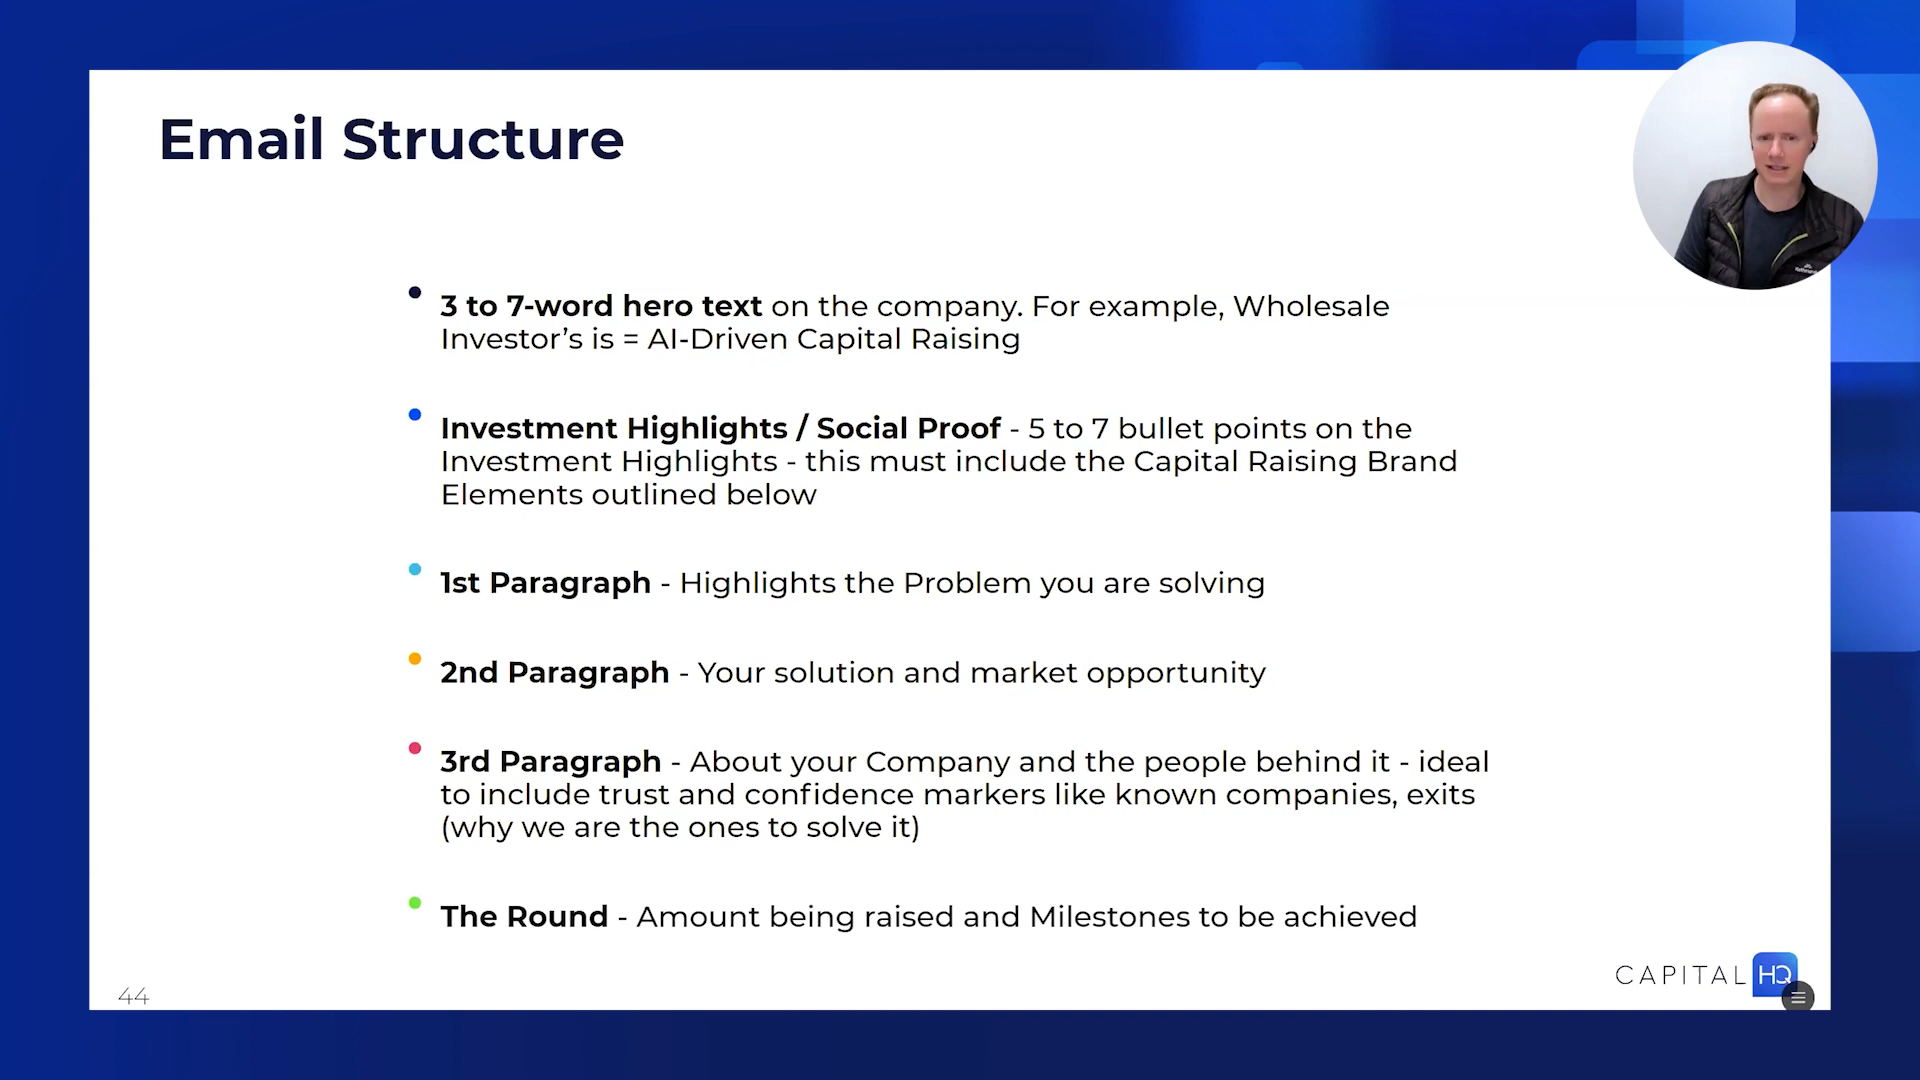 Email Structure
3 to 7-word hero text on the company. For example, Wholesale
Investor’s is = AI-Driven Capital Raising
Investment Highlights / Social Proof - 5 to 7 bullet points on the
Investment Highlights - this must include the Capital Raising Brand
Elements outlined below
1st Paragraph - Highlights the Problem you are solving
2nd Paragraph - Your solution and market opportunity
3rd Paragraph - About your Company and the people behind it - ideal
to include trust and confidence markers like known companies, exits
(why we are the ones to solve it)
The Round - Amount being raised and Milestones to be achieved
CAPITAL HQ
44